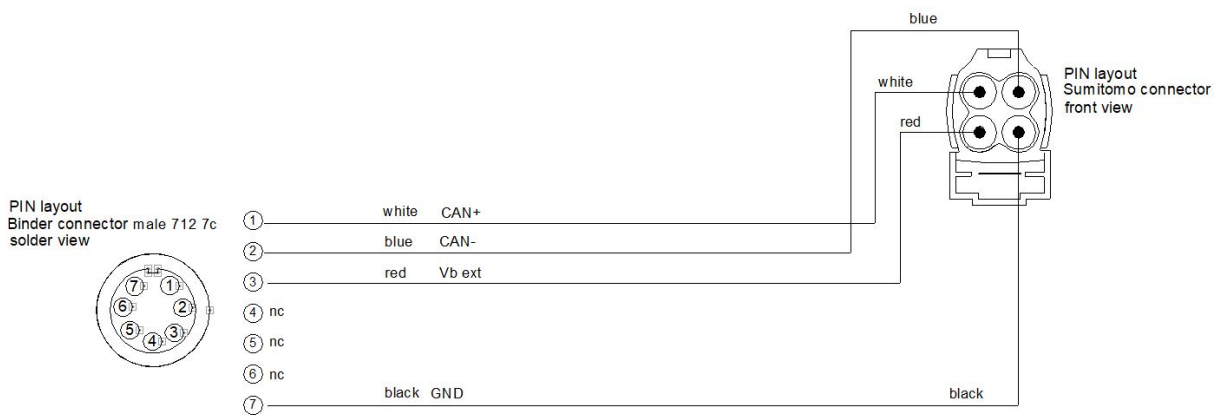 blue
white
red
PIN layout
Sumitomo connector
front view
PIN layout
Binder connector male 712 7c
solder view
7 1
6 2
5 3
4
1 white CAN+
2 blue CAN-
3 red Vb ext
4 nc
5 nc
6 nc
7 black GND black